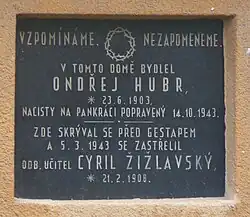 VZPOMÍNÁME. NEZAPOMENEME.
V TOMTO DOMĚ BYDLEL
ONDŘEJ HUBR,
* 23.6.1903,
NACISTY NA PANKRÁCI POPRAVENÝ 14.10.1943.
ZDE SKRÝVAL SE PŘED GESTAPEM
A 5.3.1943 SE ZASTŘELIL
ODB. UČITEL CYRIL ŽIŽLAVSKÝ,
* 21.2.1908.